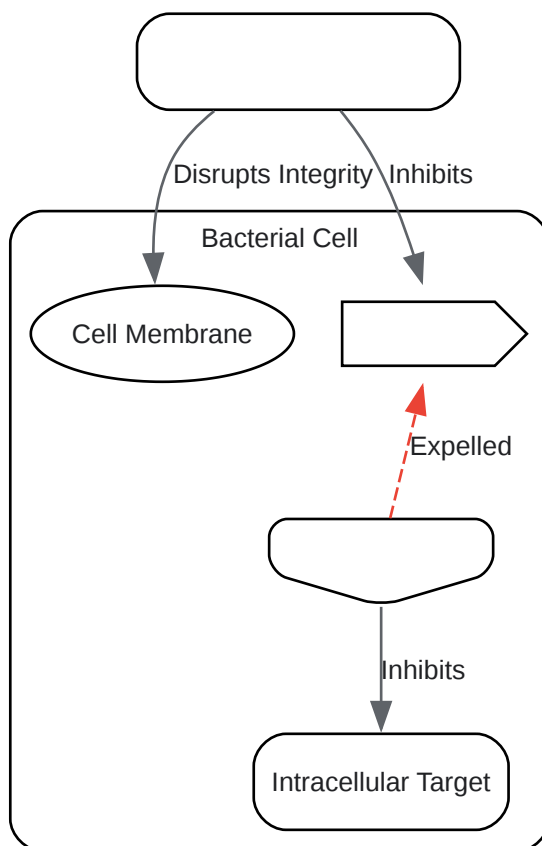 Disrupts Integrity
Inhibits
Bacterial Cell
Cell Membrane
Expelled
Inhibits
Intracellular Target